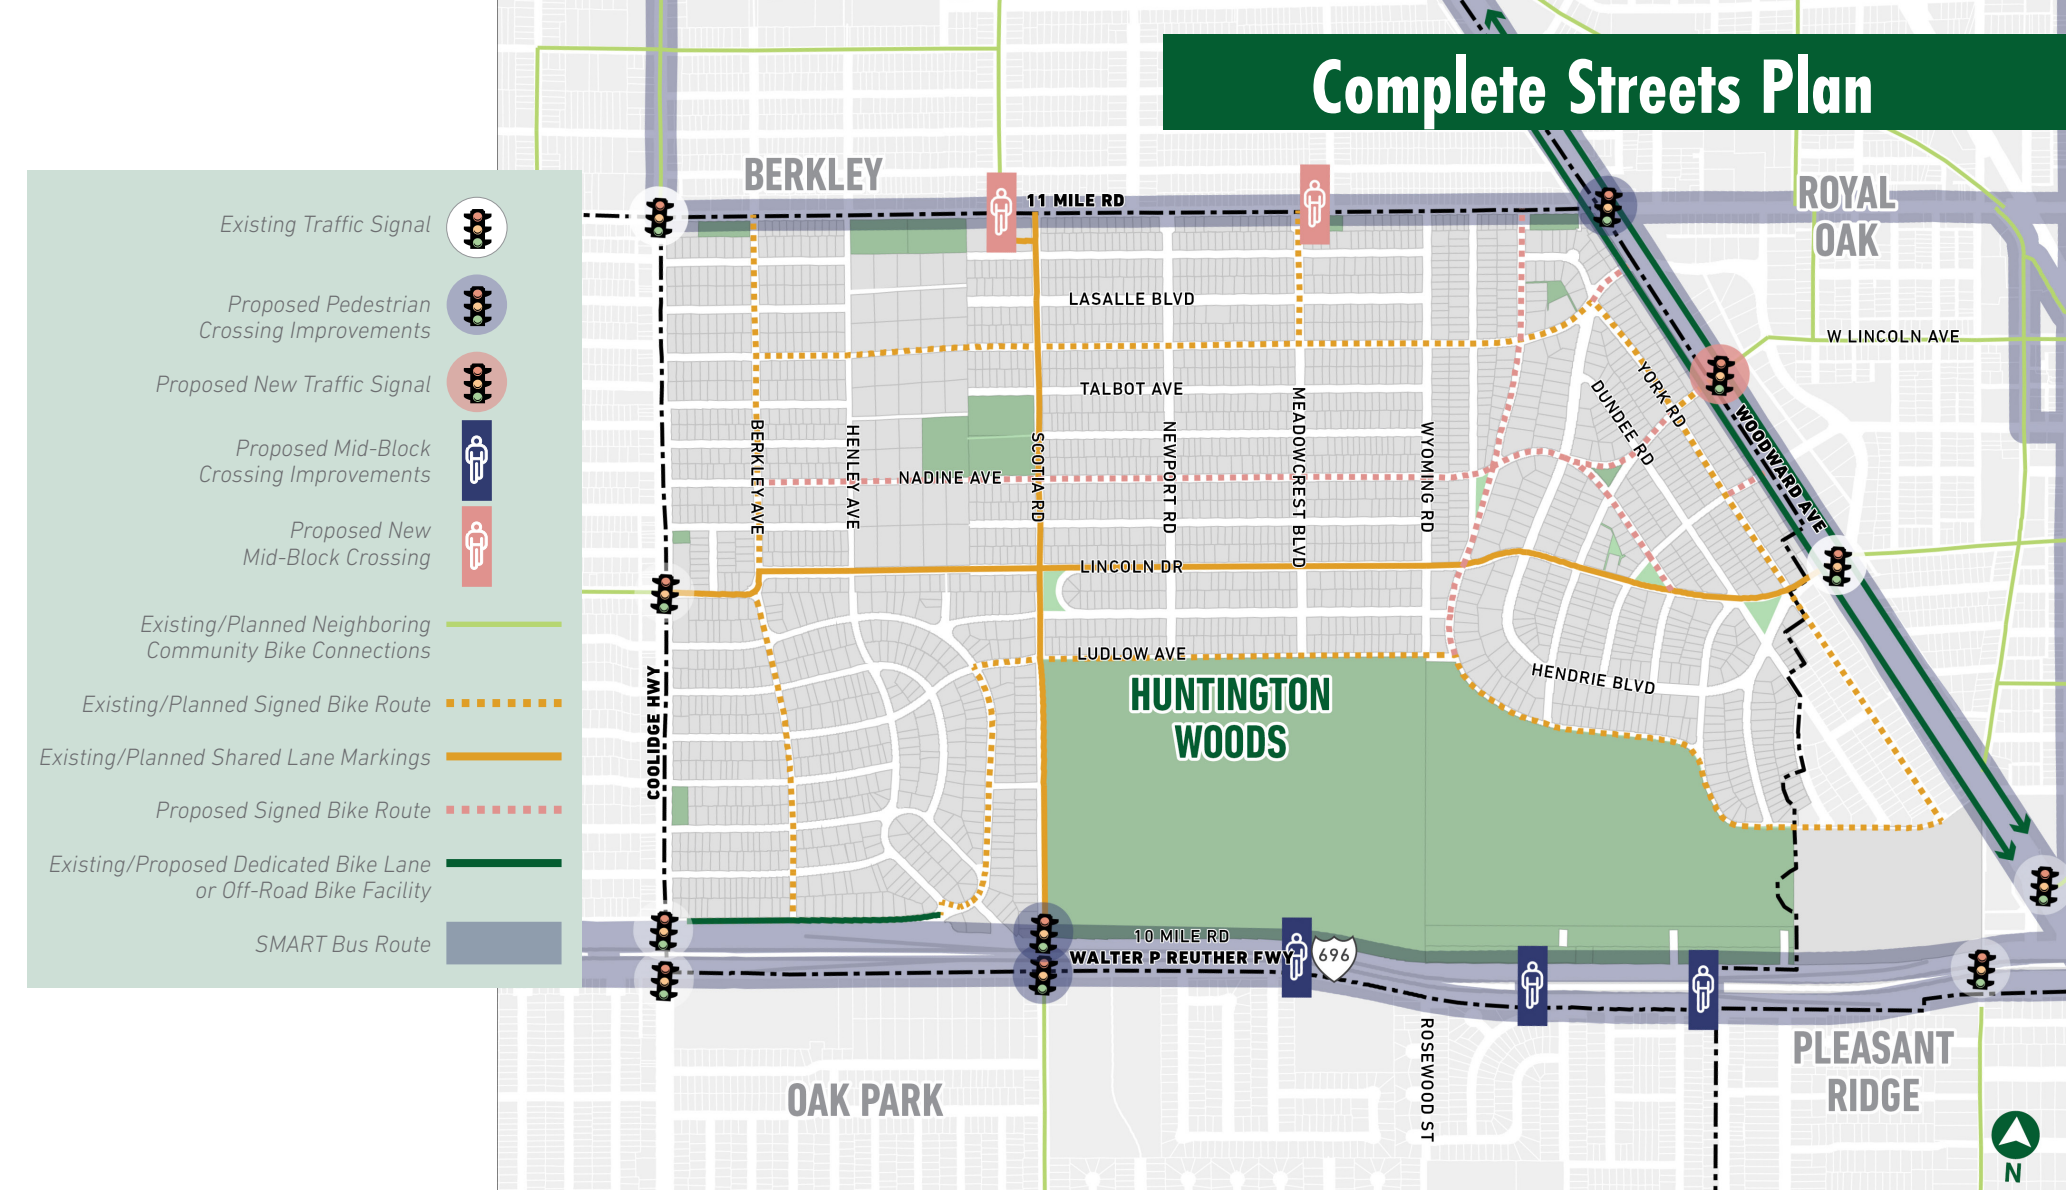 Complete Streets Plan
Existing Traffic Signal
Proposed Pedestrian
Crossing Improvements
Proposed New Traffic Signal
Proposed Mid-Block
Crossing Improvements
Proposed New
Mid-Block Crossing
Existing/Planned Neighboring
Community Bike Connections
Existing/Planned Signed Bike Route
Existing/Planned Shared Lane Markings
Proposed Signed Bike Route
Existing/Proposed Dedicated Bike Lane
or Off-Road Bike Facility
SMART Bus Route
BERKLEY
11 MILE RD
ROYAL
OAK
LASALLE BLVD
W LINCOLN AVE
TALBOT AVE
YORK RD
DUNDEE RD
WOODWARD AVE
BERKLEY AVE
HENLEY AVE
SCOTIA RD
NEWPORT RD
MEADOWCREST BLVD
WYOMING RD
NADINE AVE
LINCOLN DR
LUDLOW AVE
HENDRIE BLVD
COOLIDGE HWY
HUNTINGTON
WOODS
10 MILE RD
WALTER P REUTHER FWY
696
ROSEWOOD ST
OAK PARK
PLEASANT
RIDGE
N